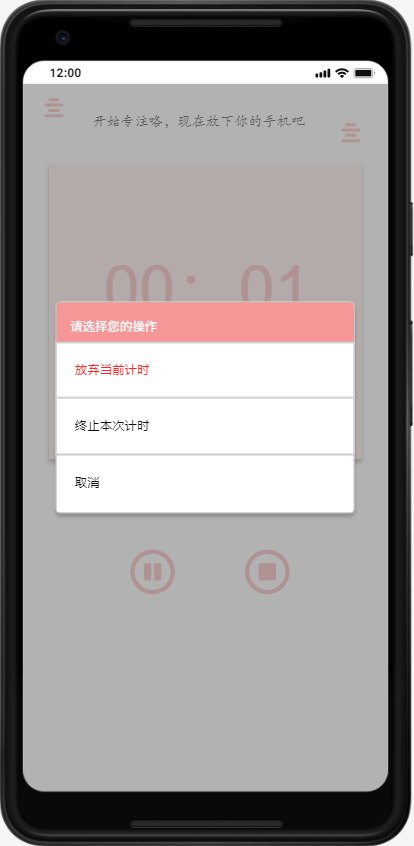 12:00
开始专注咯，现在放下你的手机吧
00：01
请选择您的操作
放弃当前计时
终止本次计时
取消